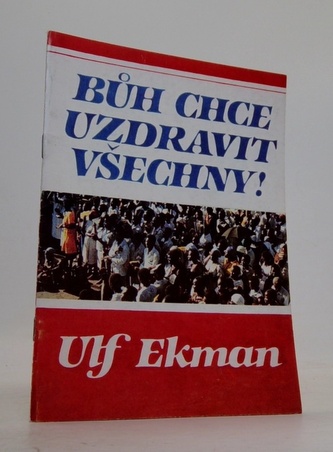 BŮH CHCE
UZDRAVIT
VŠECHNY!
Ulf Ekman